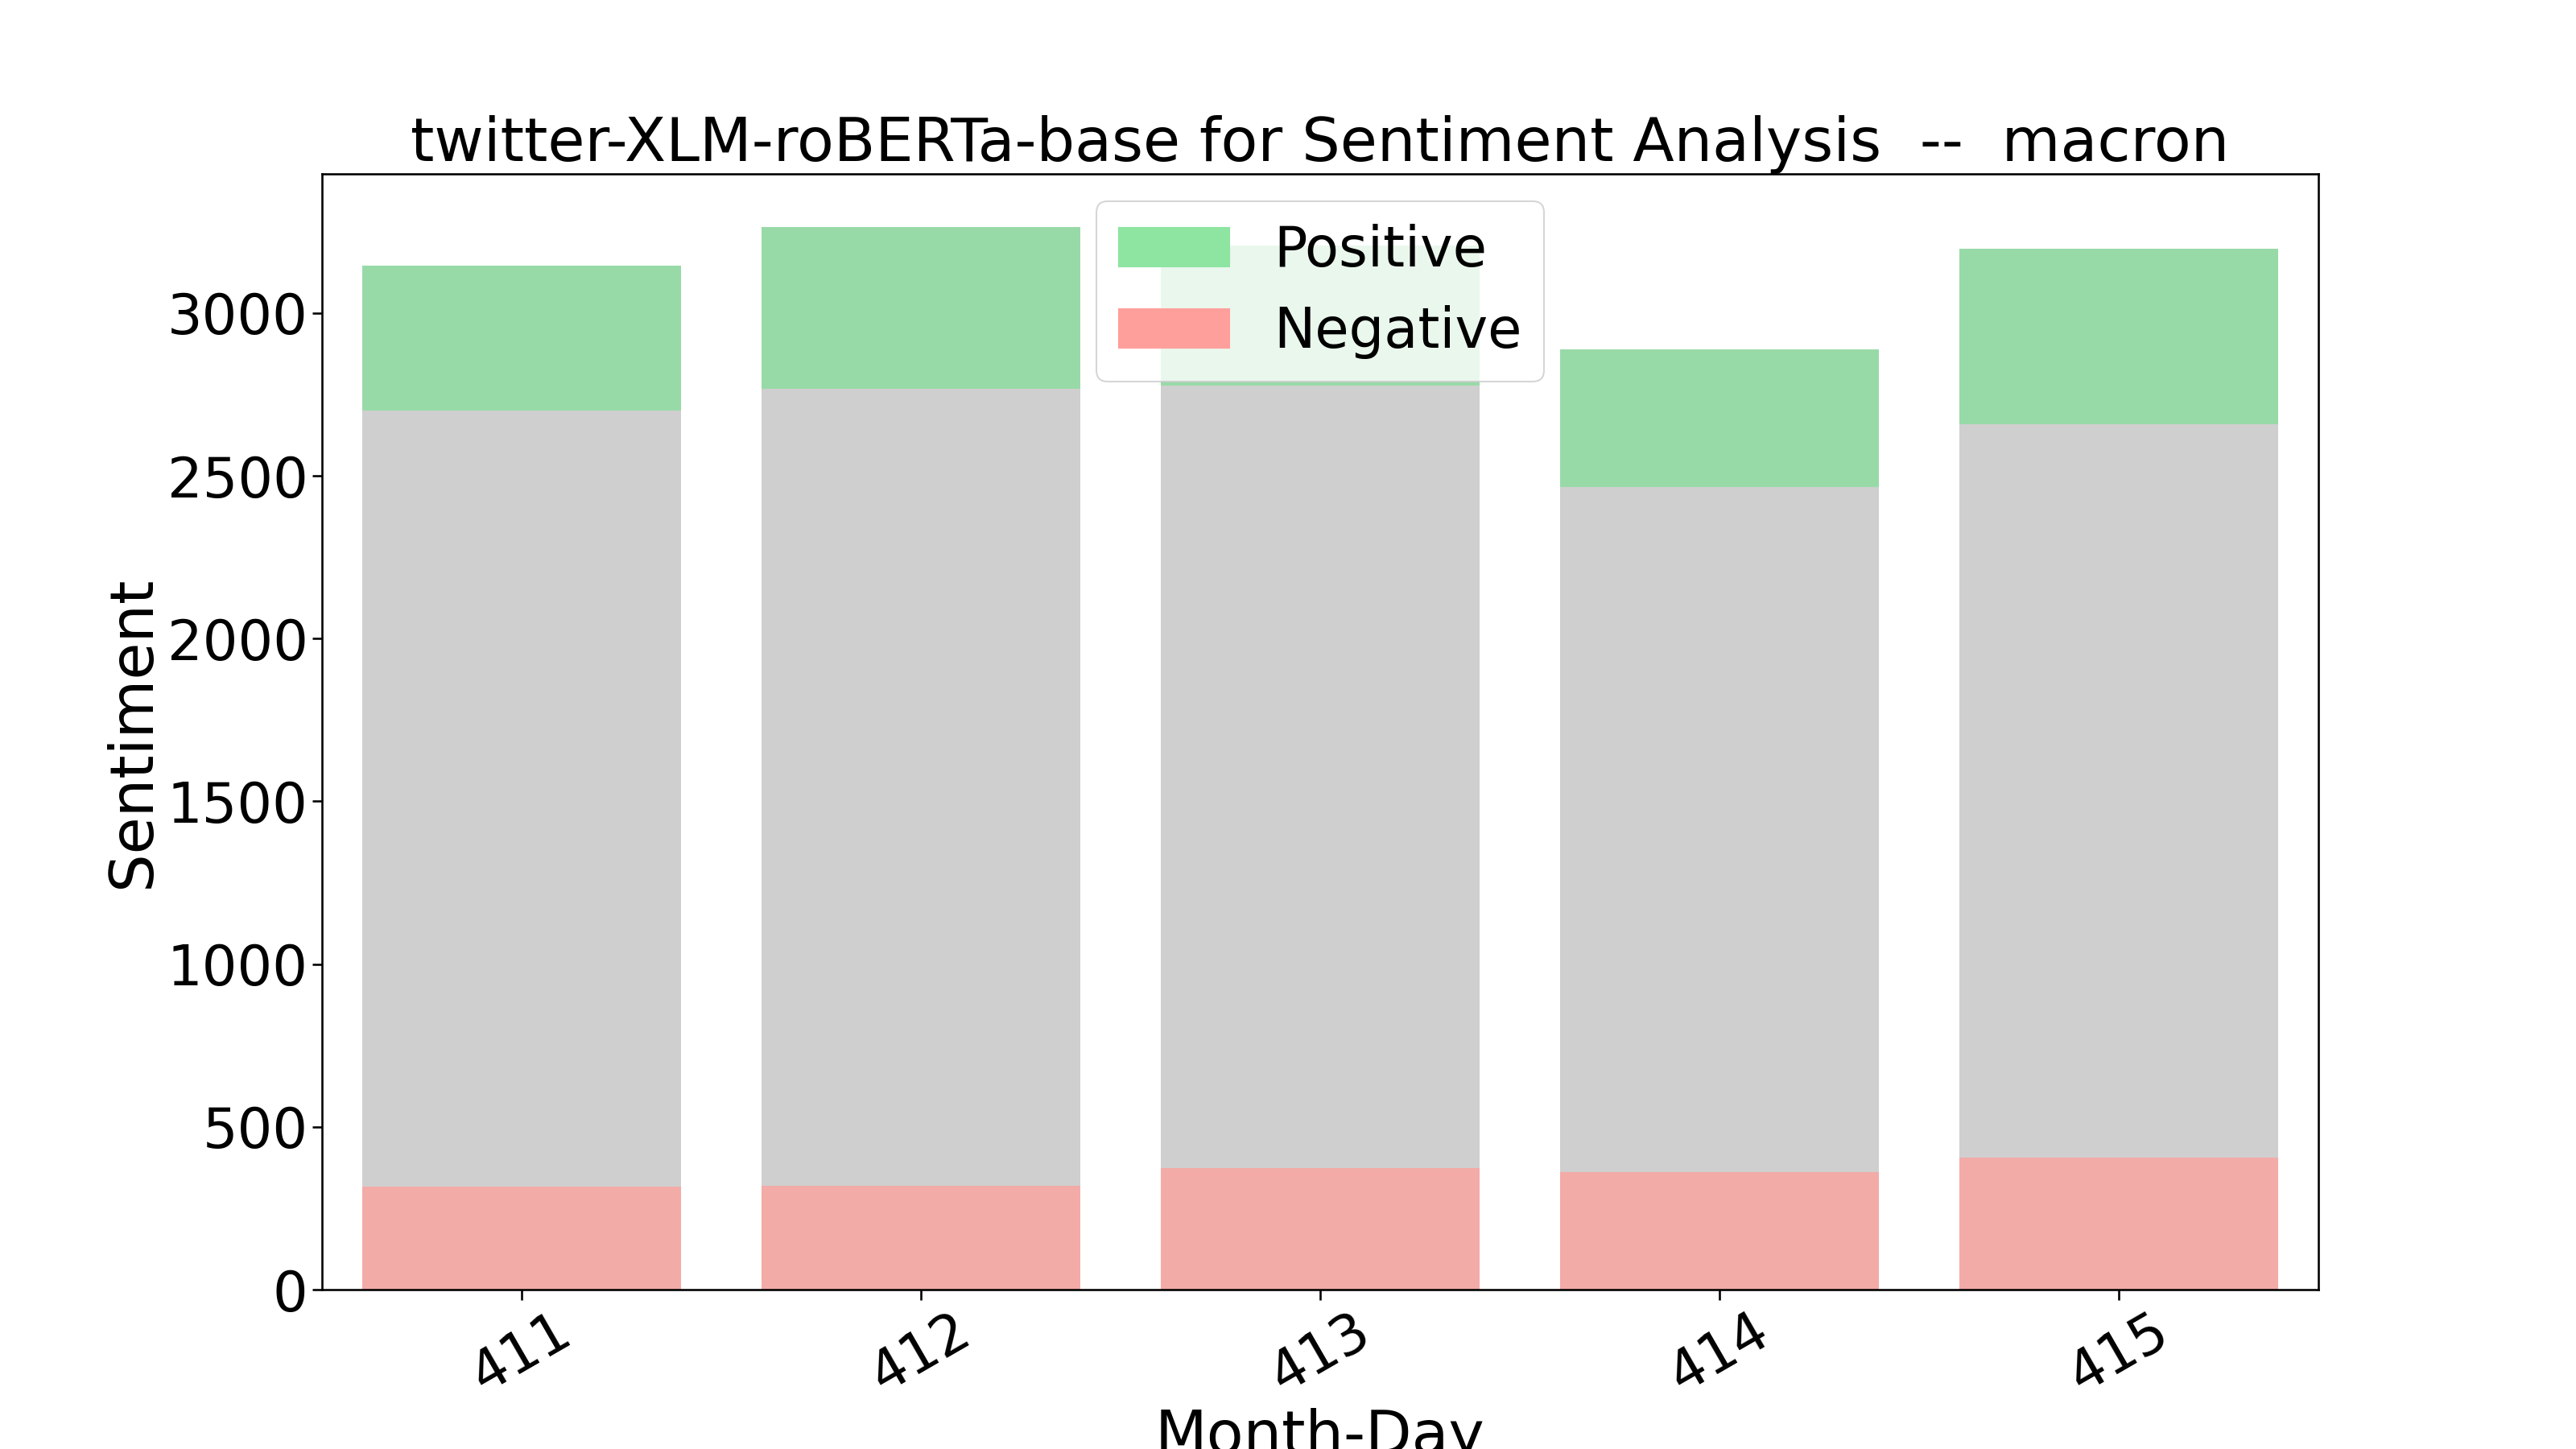 twitter-XLM-roBERTa-base for Sentiment Analysis -- macron
Positive
Negative
Sentiment
3000
2500
2000
1500
1000
500
0
411
412
413
414
415
Month-Day